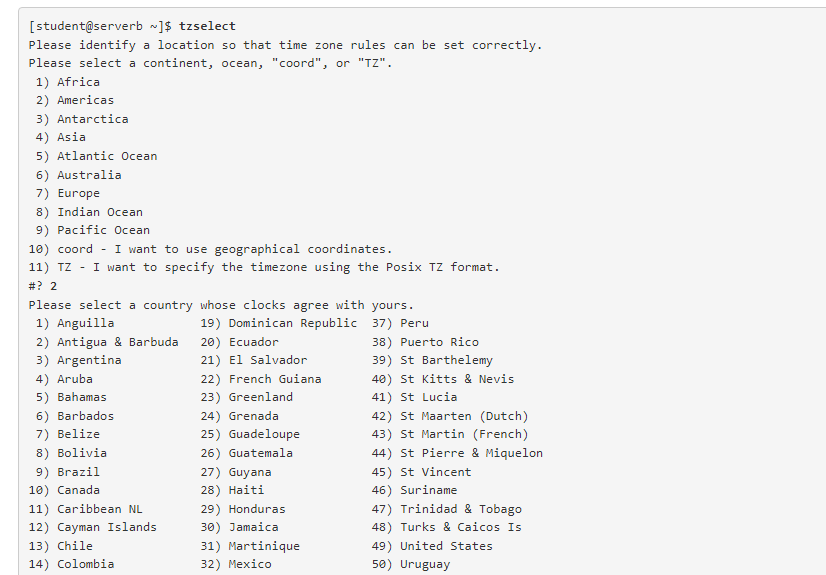 [student@serverb ~]$ tzselect
Please identify a location so that time zone rules can be set correctly.
Please select a continent, ocean, "coord", or "TZ".
 1) Africa
 2) Americas
 3) Antarctica
 4) Asia
 5) Atlantic Ocean
 6) Australia
 7) Europe
 8) Indian Ocean
 9) Pacific Ocean
10) coord - I want to use geographical coordinates.
11) TZ - I want to specify the timezone using the Posix TZ format.
#? 2
Please select a country whose clocks agree with yours.
 1) Anguilla            19) Dominican Republic  37) Peru
 2) Antigua & Barbuda   20) Ecuador             38) Puerto Rico
 3) Argentina           21) El Salvador         39) St Barthelemy
 4) Aruba               22) French Guiana       40) St Kitts & Nevis
 5) Bahamas             23) Greenland           41) St Lucia
 6) Barbados            24) Grenada             42) St Maarten (Dutch)
 7) Belize              25) Guadeloupe          43) St Martin (French)
 8) Bolivia             26) Guatemala           44) St Pierre & Miquelon
 9) Brazil              27) Guyana              45) St Vincent
10) Canada              28) Haiti               46) Suriname
11) Caribbean NL        29) Honduras            47) Trinidad & Tobago
12) Cayman Islands      30) Jamaica             48) Turks & Caicos Is
13) Chile               31) Martinique          49) United States
14) Colombia            32) Mexico              50) Uruguay